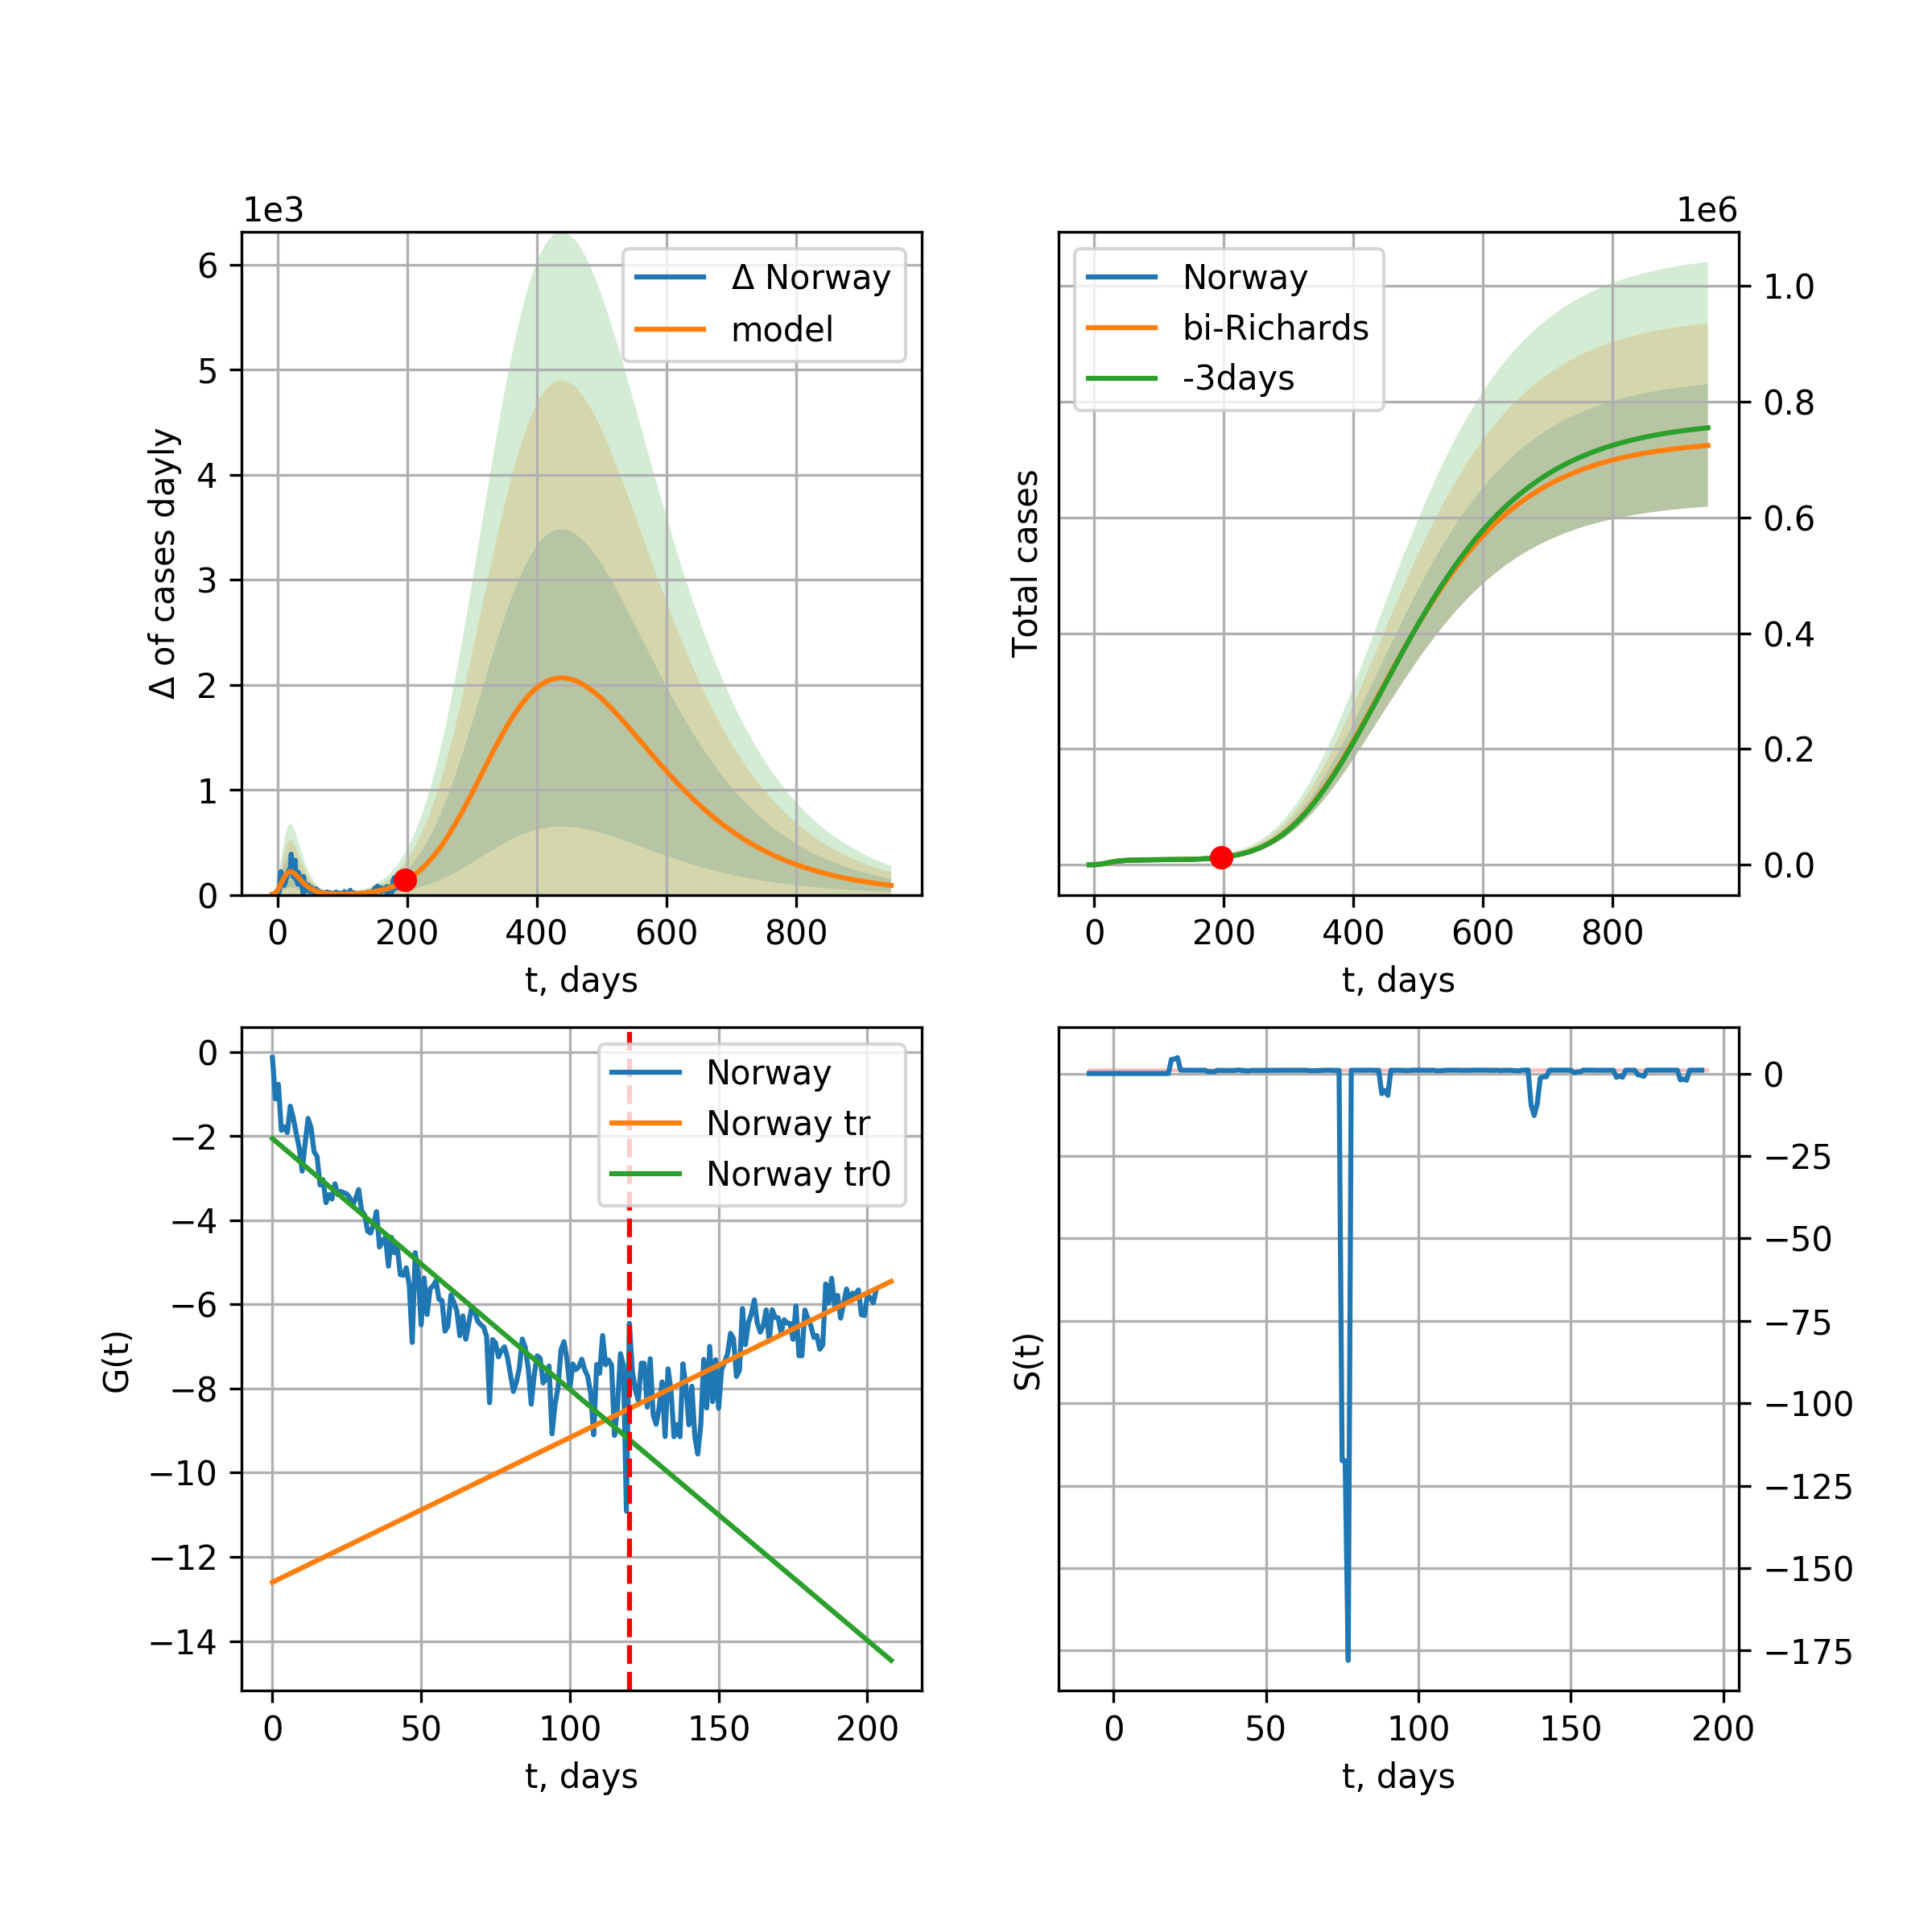 1e3
6
5
4
3
2
1
0
Δ of cases dayly
Δ Norway
model
0 200 400 600 800
t, days
1e6
Norway
bi-Richards
-3days
Total cases
1.0
0.8
0.6
0.4
0.2
0.0
0 200 400 600 800
t, days
0
−2
−4
−6
−8
−10
−12
−14
G(t)
Norway
Norway tr
Norway tr0
0 50 100 150 200
t, days
S(t)
0
−25
−50
−75
−100
−125
−150
−175
0 50 100 150 200
t, days